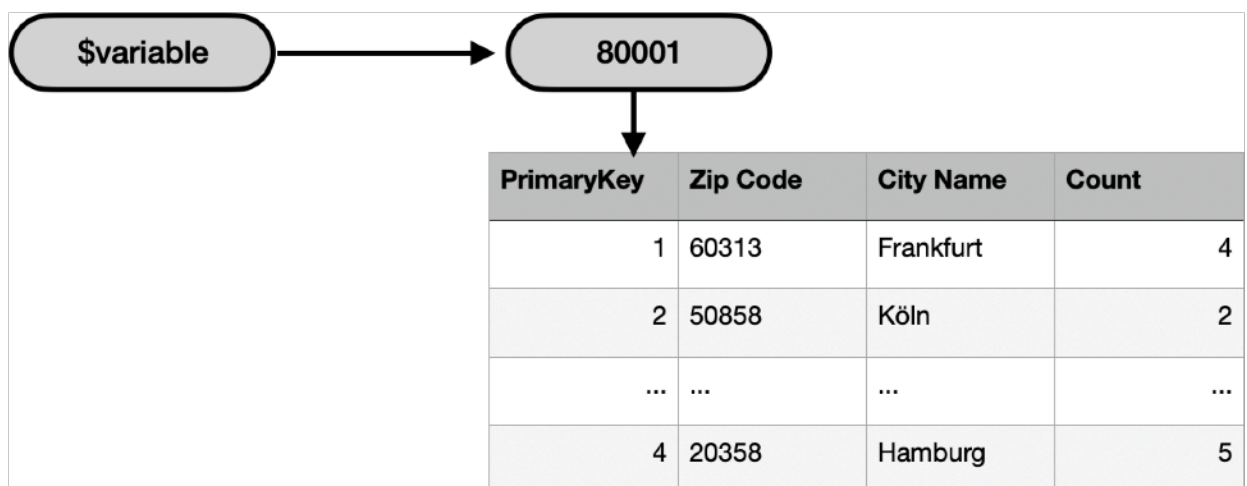 $variable 80001
PrimaryKey Zip Code City Name Count
1 60313 Frankfurt 4
2 50858 Köln 2
... ... ... ...
4 20358 Hamburg 5